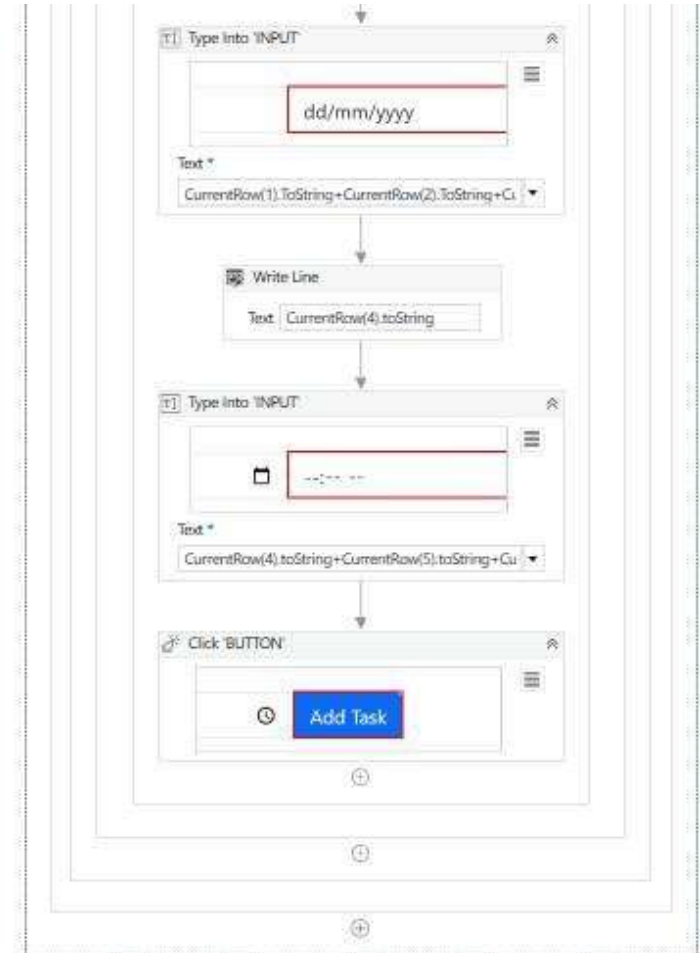 Type Into 'INPUT'
dd/mm/yyyy
Text *
CurrentRow(1).ToString+CurrentRow(2).ToString+Cu
Write Line
Text CurrentRow(4).toString
Type Into 'INPUT'
--:-- --
Text *
CurrentRow(4).toString+CurrentRow(5).toString+Cu
Click 'BUTTON'
Add Task